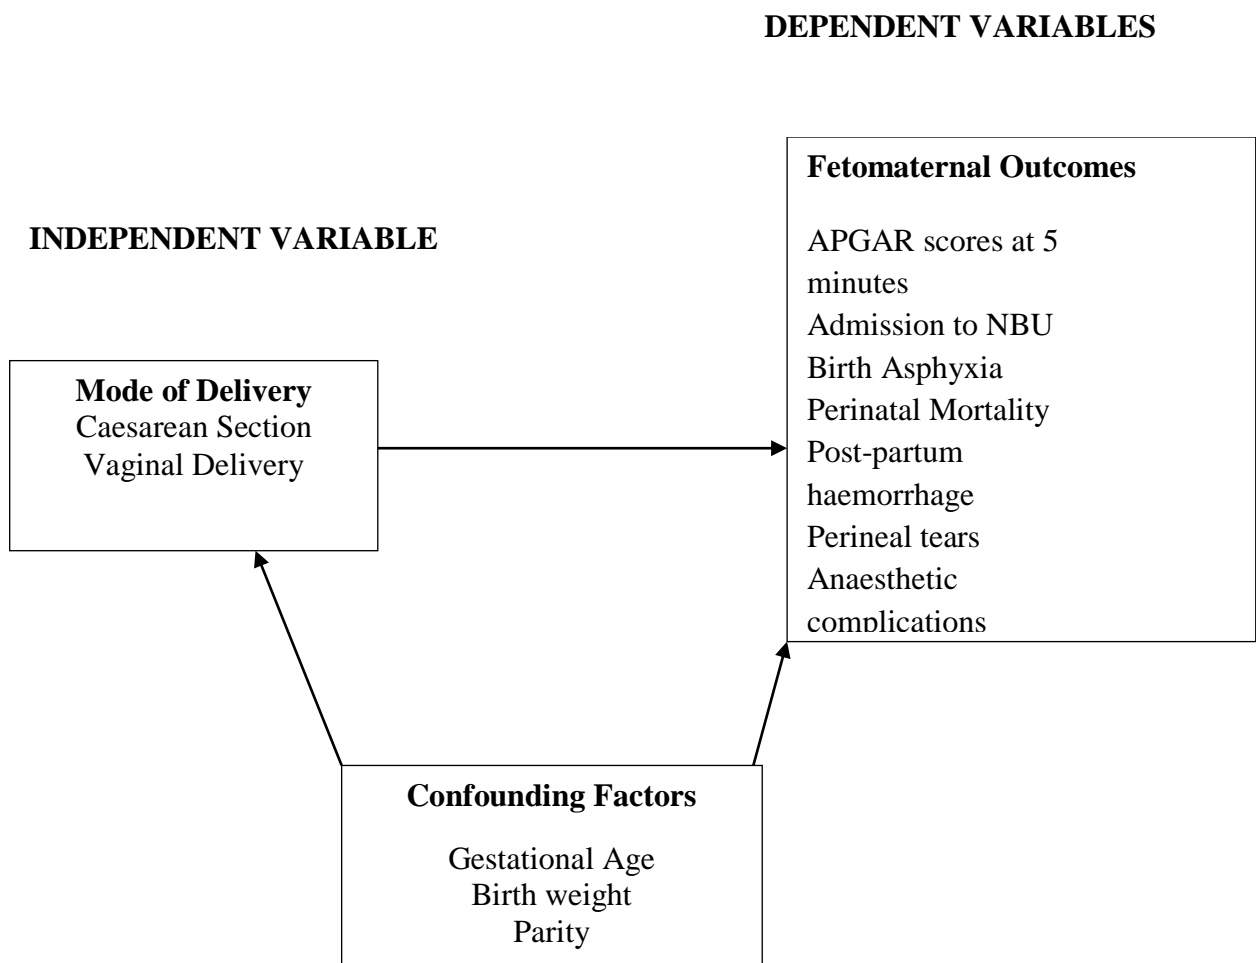 DEPENDENT VARIABLES
Fetomaternal Outcomes
APGAR scores at 5
minutes
Admission to NBU
Birth Asphyxia
Perinatal Mortality
Post-partum
haemorrhage
Perineal tears
Anaesthetic
complications
INDEPENDENT VARIABLE
Mode of Delivery
Caesarean Section
Vaginal Delivery
Confounding Factors
Gestational Age
Birth weight
Parity